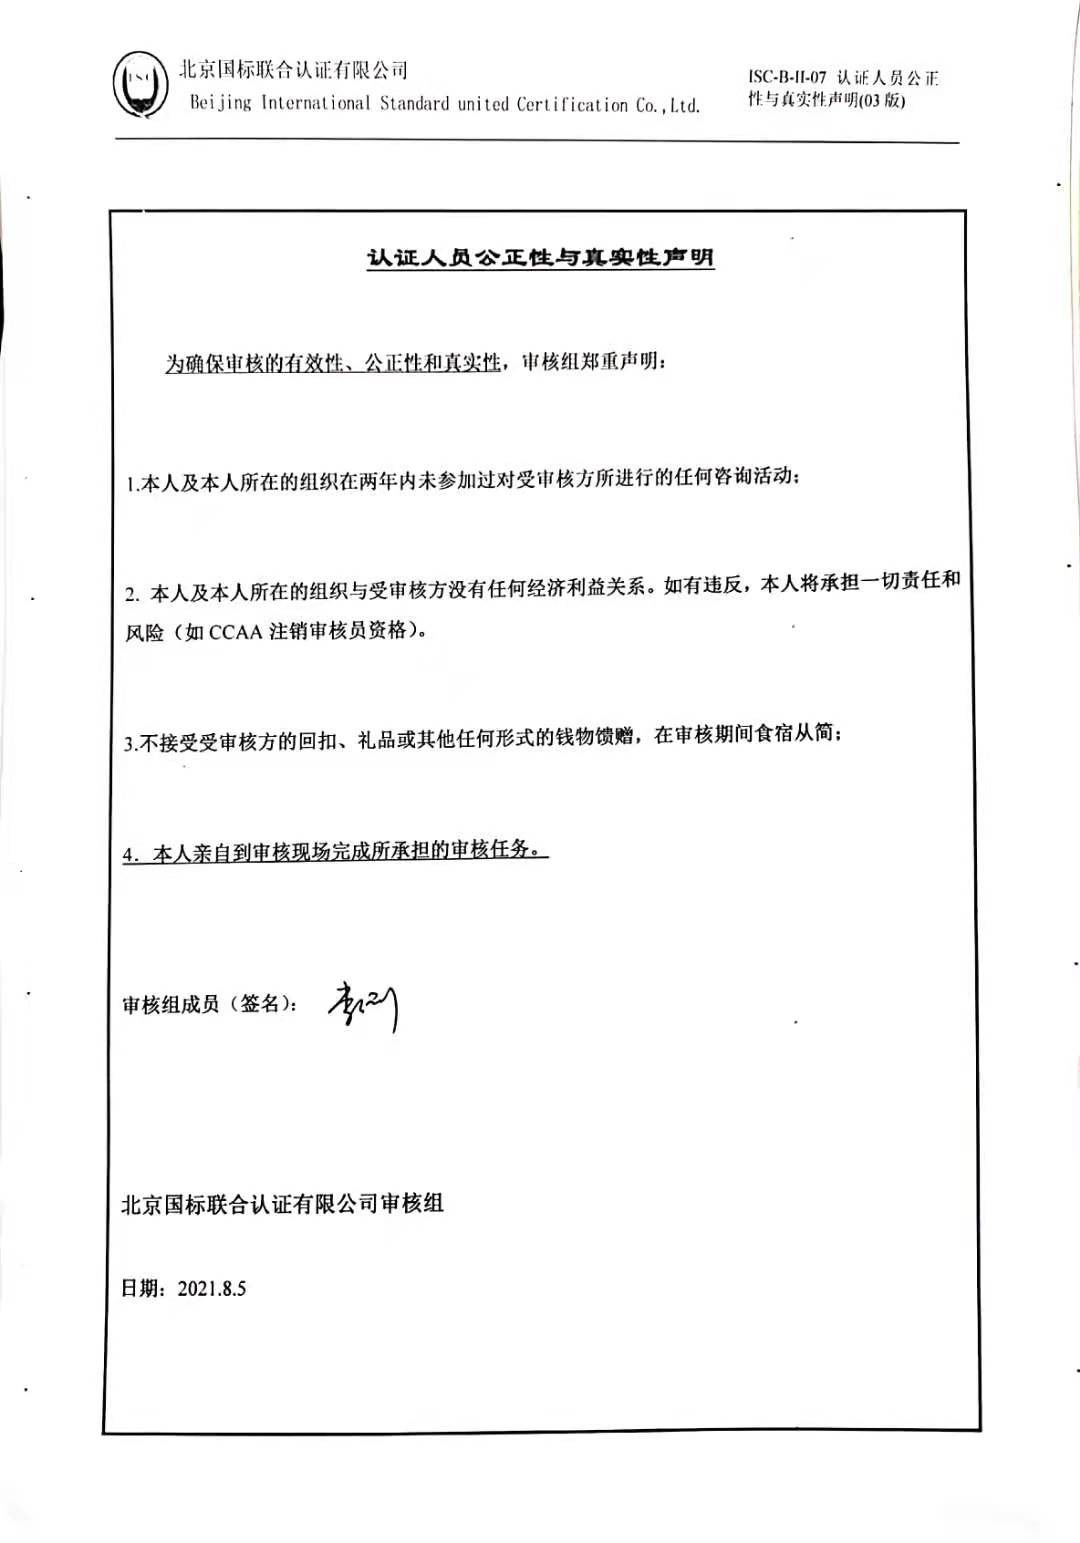 北京国标联合认证有限公司
Beijing International Standard united Certification Co.,Ltd.
ISC-B-II-07 认证人员公正
性与真实性声明(03 版)
认证人员公正性与真实性声明
为确保审核的有效性、公正性和真实性，审核组郑重声明：
1.本人及本人所在的组织在两年内未参加过对受审核方所进行的任何咨询活动；
2. 本人及本人所在的组织与受审核方没有任何经济利益关系。如有违反，本人将承担一切责任和
风险（如 CCAA 注销审核员资格）。
3.不接受受审核方的回扣、礼品或其他任何形式的钱物馈赠，在审核期间食宿从简；
4. 本人亲自到审核现场完成所承担的审核任务。
审核组成员（签名）：
北京国标联合认证有限公司审核组
日期：2021.8.5